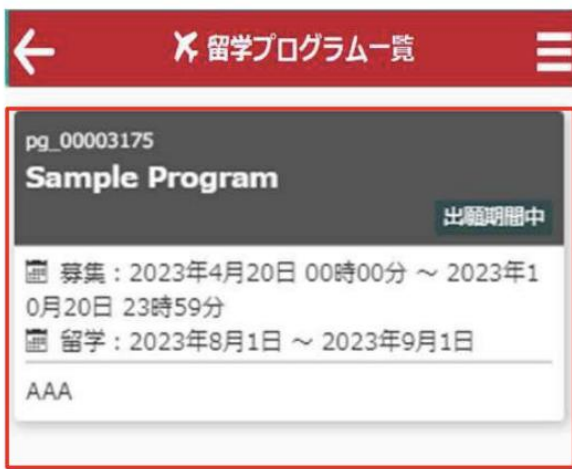 留学プログラム一覧
pg_00003175
Sample Program
出願期間中
募集：2023年4月20日 00時00分 ～ 2023年1
0月20日 23時59分
留学：2023年8月1日 ～ 2023年9月1日
AAA